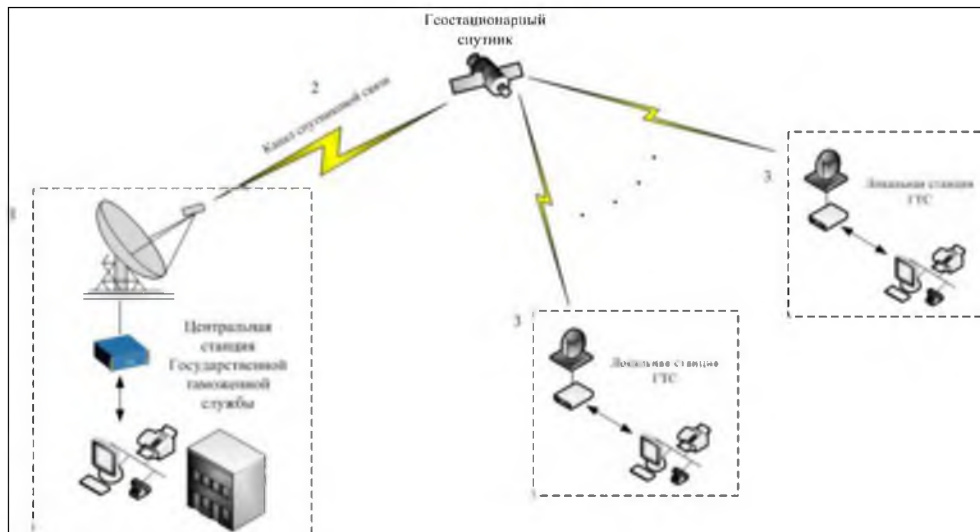 Геостационарный
спутник
2
Канал спутниковой связи
1
3
Локальная станция
ГТС
Центральная
станция
Государственной
таможенной
службы
3
Локальная станция
ГТС